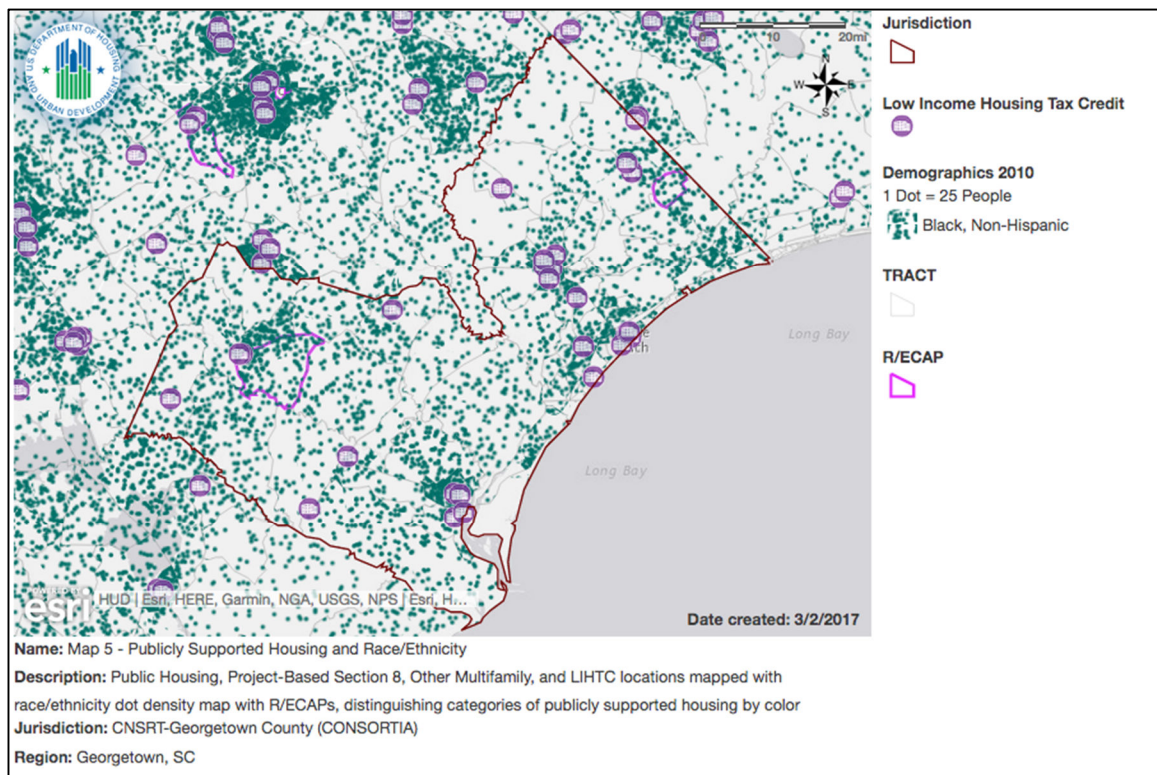 U.S. DEPARTMENT OF HOUSING
AND URBAN DEVELOPMENT
10
20mi
N
W E
S
Long Bay
Long Bay
esri
HUD | Esri, HERE, Garmin, NGA, USGS, NPS | Esri, H...
Date created: 3/2/2017
Jurisdiction
Low Income Housing Tax Credit
Demographics 2010
1 Dot = 25 People
Black, Non-Hispanic
TRACT
R/ECAP
Name: Map 5 - Publicly Supported Housing and Race/Ethnicity
Description: Public Housing, Project-Based Section 8, Other Multifamily, and LIHTC locations mapped with
race/ethnicity dot density map with R/ECAPs, distinguishing categories of publicly supported housing by color
Jurisdiction: CNSRT-Georgetown County (CONSORTIA)
Region: Georgetown, SC